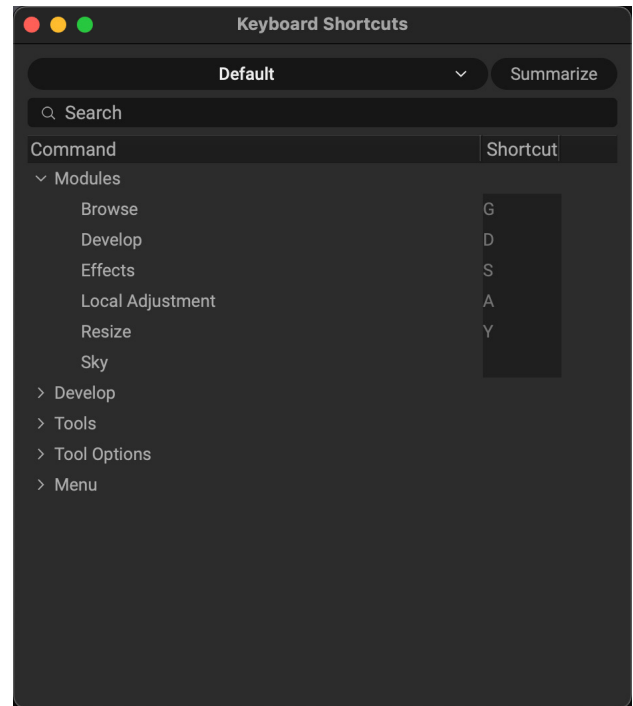 Keyboard Shortcuts
Default Summarize
Search
Command Shortcut
Modules
Browse G
Develop D
Effects S
Local Adjustment A
Resize Y
Sky
Develop
Tools
Tool Options
Menu